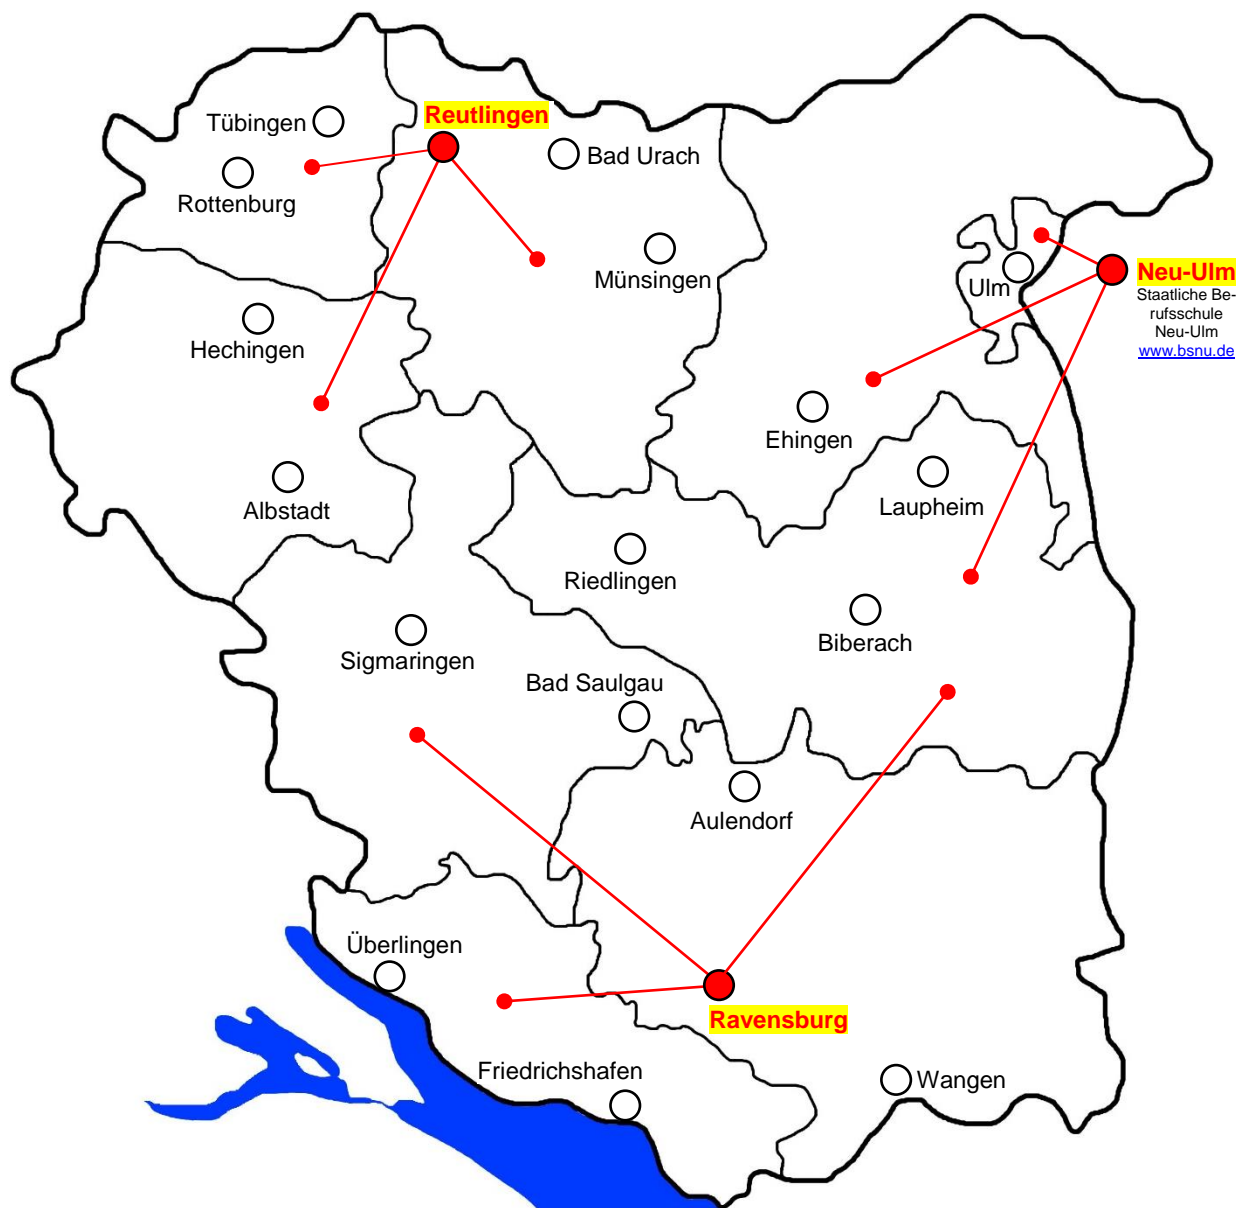 Reutlingen
Tübingen
Bad Urach
Rottenburg
Münsingen
Ulm
Neu-Ulm
Staatliche Be-
rufsschule
Neu-Ulm
www.bsnu.de
Hechingen
Ehingen
Albstadt
Laupheim
Riedlingen
Biberach
Sigmaringen
Bad Saulgau
Aulendorf
Überlingen
Ravensburg
Friedrichshafen
Wangen